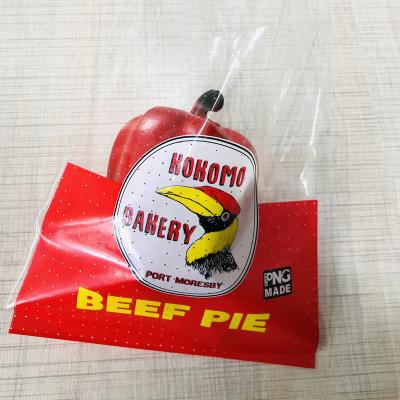 KOKOMO
BAKERY
PORT MORESBY
PNG
MADE
BEEF PIE